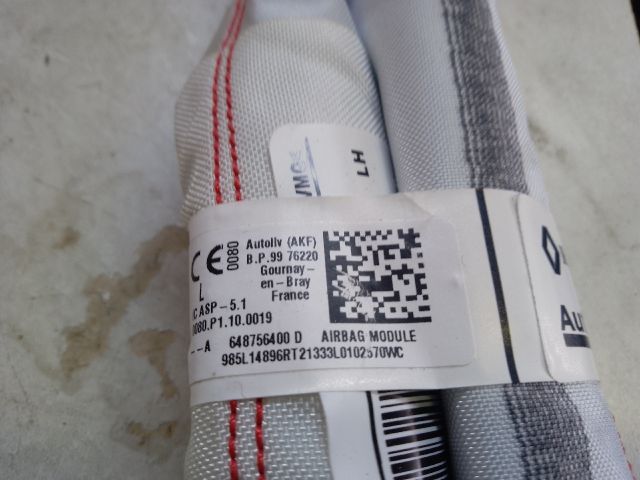 LH
CE 0080
Autoliv (AKF)
B.P.99 76220
Gournay-
en-Bray
France
L
C ASP-5.1
0080.P1.10.0019
--A 648756400 D AIRBAG MODULE
985L14896RT21333L0102570WC